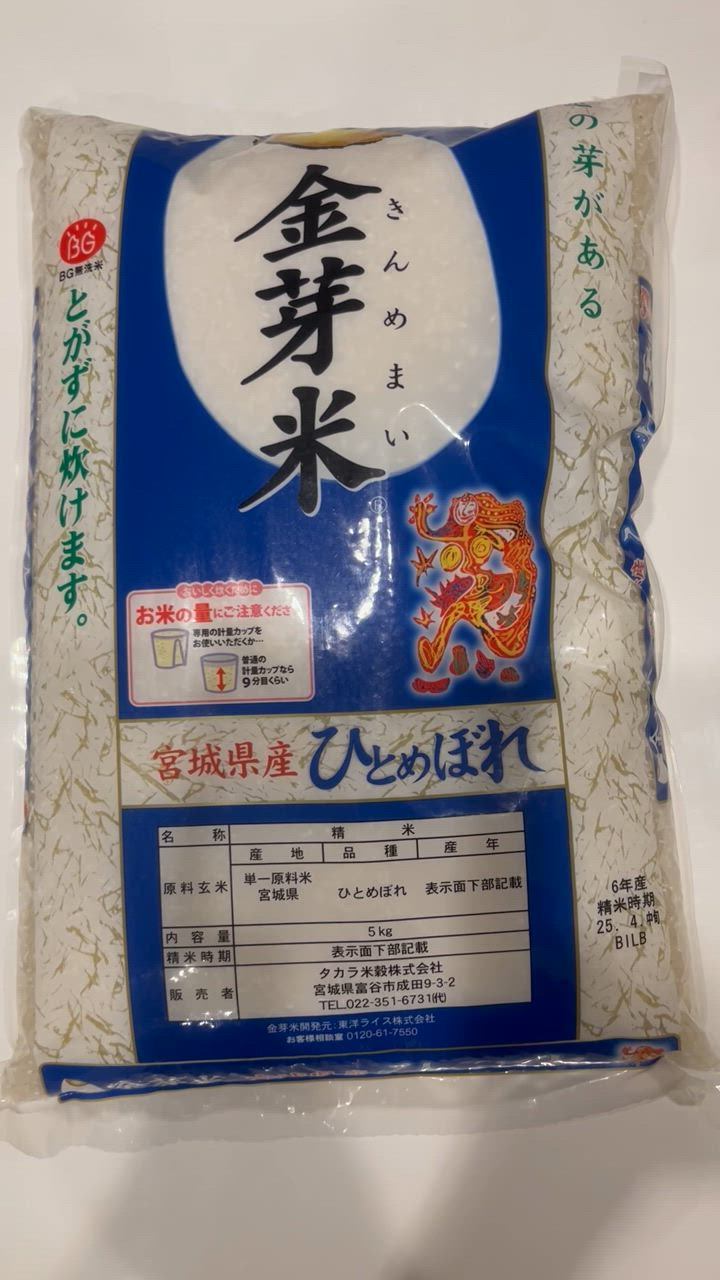 の芽がある
金芽米
きんめまい
®
BG
BG無洗米
とがずに炊けます。
おいしく炊くために
お米の量にご注意くださ
専用の計量カップを
お使いいただくか…
普通の
計量カップなら
9分目くらい
宮城県産 ひとめぼれ
名称 精米
産地 品種 産年
原料玄米 単一原料米
宮城県 ひとめぼれ 表示面下部記載
内容量 5kg
精米時期 表示面下部記載
販売者 タカラ米穀株式会社
宮城県富谷市成田9-3-2
TEL.022-351-6731㈹
金芽米開発元:東洋ライス株式会社
お客様相談室 0120-61-7550
6年産
精米時期
25. 4.中旬
BILB